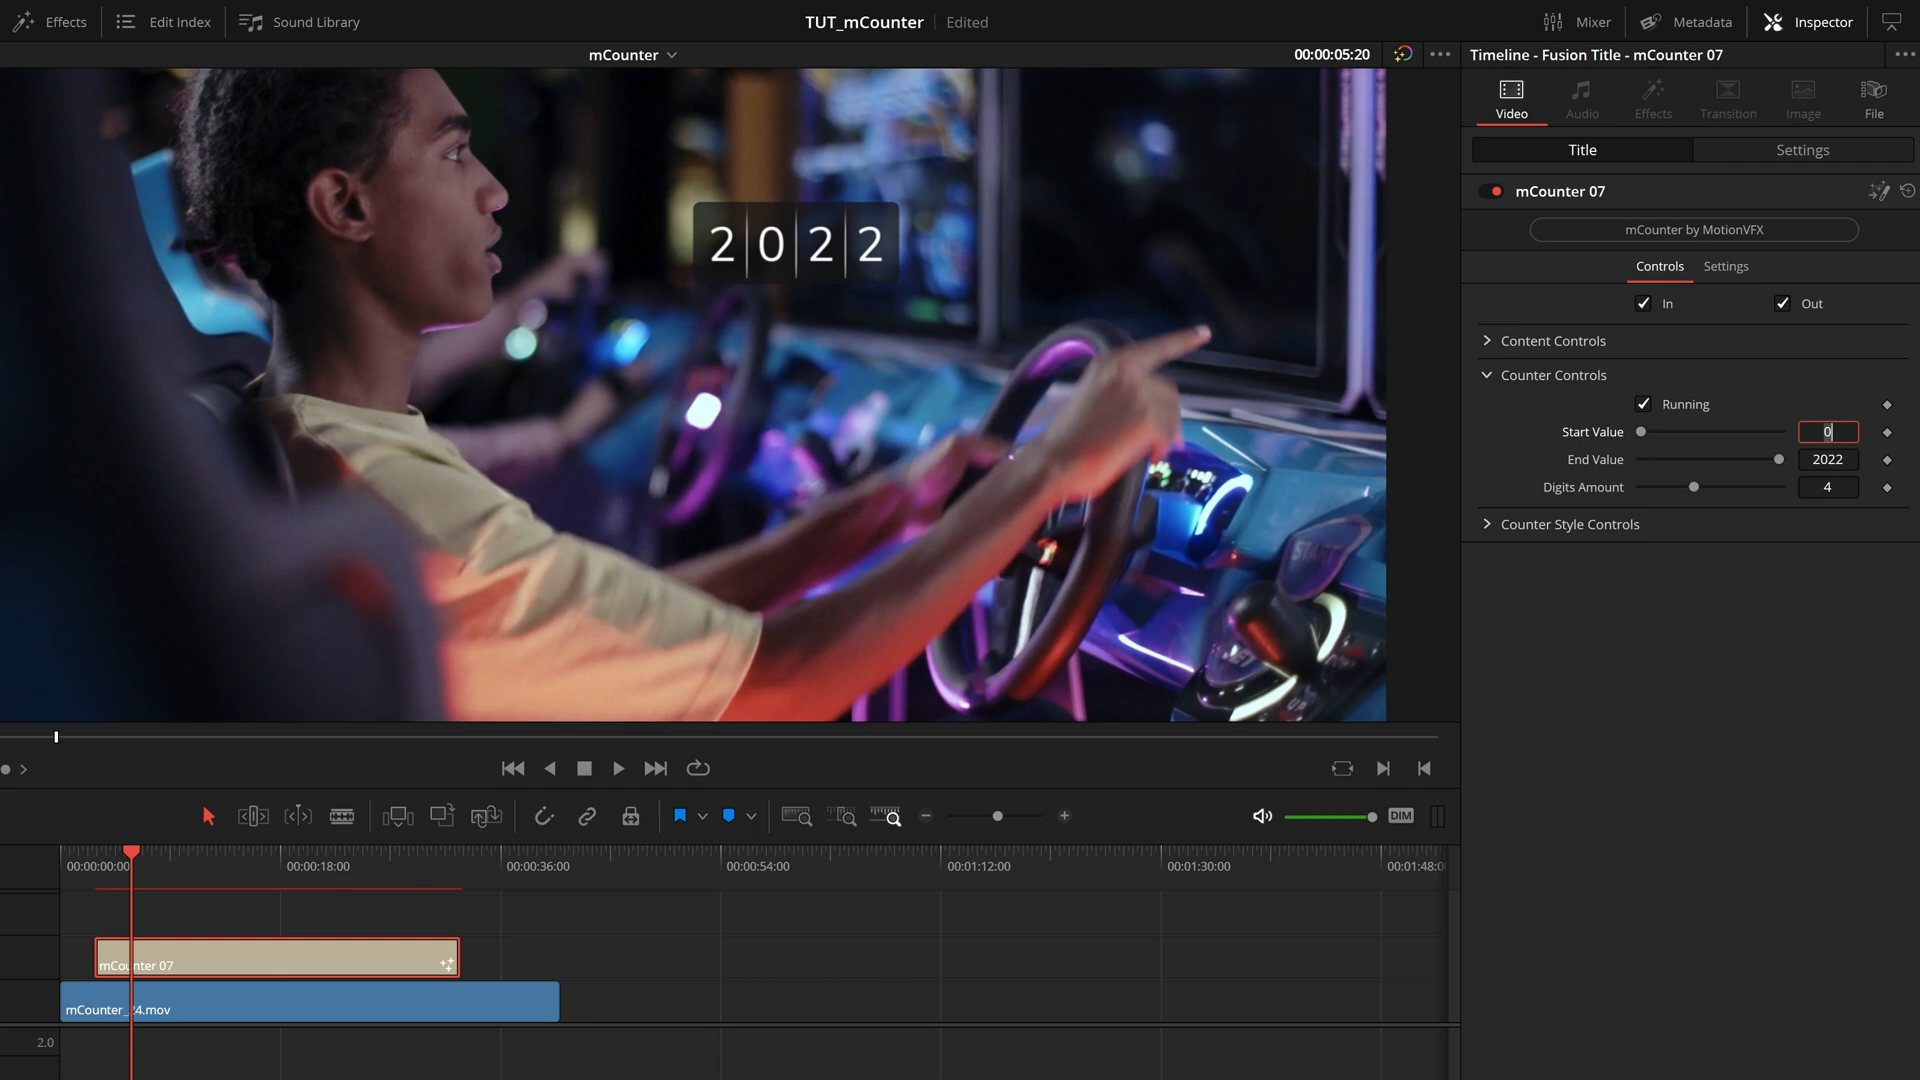 Effects
Edit Index
Sound Library
TUT_mCounter
Edited
Mixer
Metadata
Inspector
mCounter
00:00:05:20
Timeline - Fusion Title - mCounter 07
Video
Audio
Effects
Transition
Image
File
Title
Settings
mCounter 07
mCounter by MotionVFX
Controls
Settings
In
Out
Content Controls
Counter Controls
Running
Start Value
0
End Value
2022
Digits Amount
4
Counter Style Controls
2022
START
DIM
00:00:00:00
00:00:18:00
00:00:36:00
00:00:54:00
00:01:12:00
00:01:30:00
mCounter 07
2.0